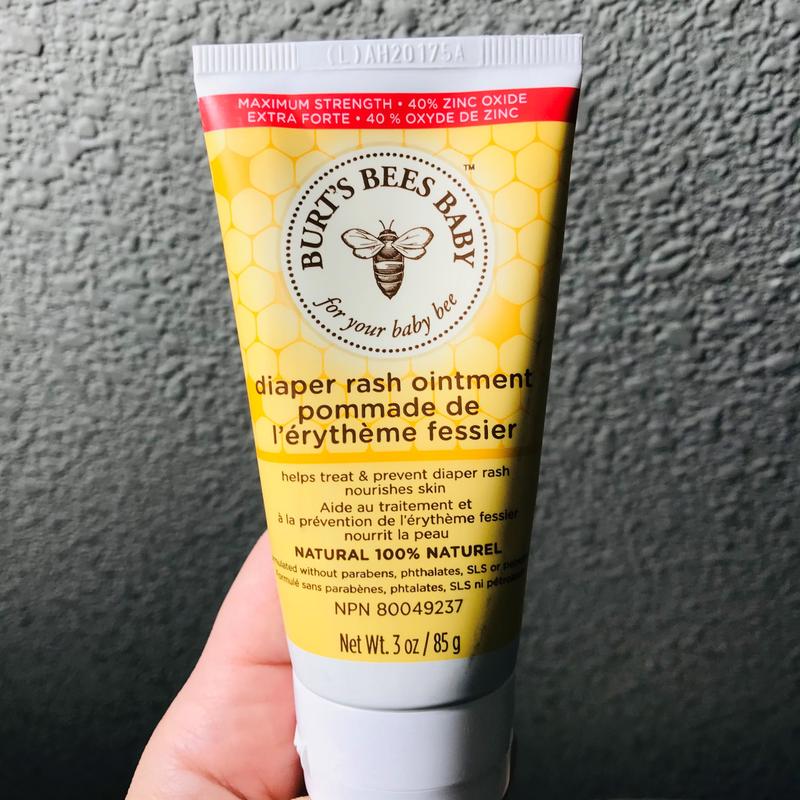 (L)AH20175A
MAXIMUM STRENGTH • 40% ZINC OXIDE
EXTRA FORTE • 40 % OXYDE DE ZINC
BURT'S BEES BABY
TM
for your baby bee
diaper rash ointment
pommade de
l'érythème fessier
helps treat & prevent diaper rash
nourishes skin
Aide au traitement et
à la prévention de l'érythème fessier
nourrit la peau
NATURAL 100% NATUREL
without parabens, phthalates, SLS or
formulé sans parabènes, phtalates, SLS ni
NPN 80049237
Net Wt. 3 oz / 85 g